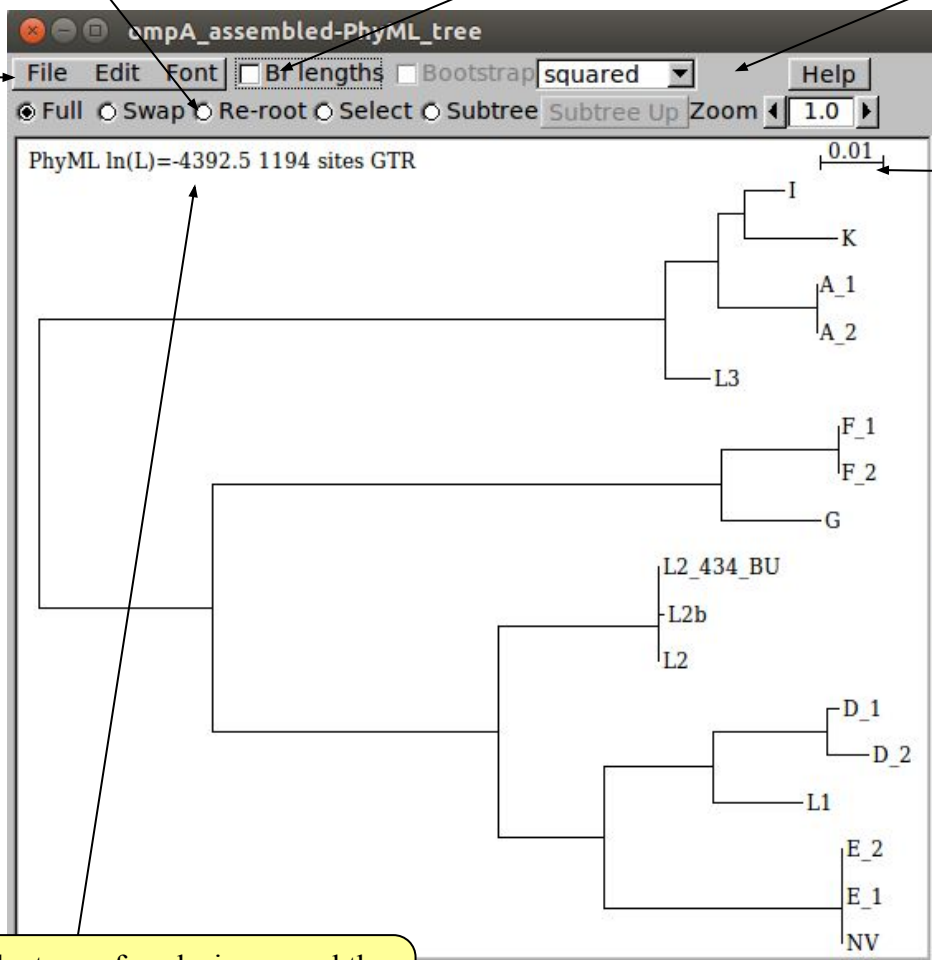 ompA_assembled-PhyML_tree
File Edit Font Br lengths Bootstrap squared Help
Full Swap Re-root Select Subtree Subtree Up Zoom 1.0
PhyML ln(L)=-4392.5 1194 sites GTR
0.01
I
K
A_1
A_2
L3
F_1
F_2
G
L2_434_BU
L2b
L2
D_1
D_2
L1
E_2
E_1
NV